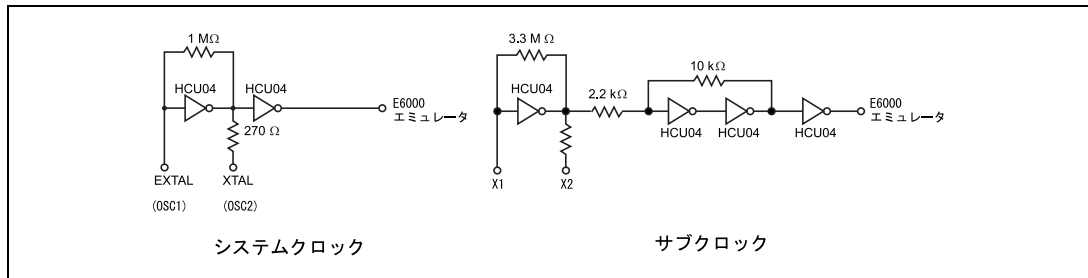 1 MΩ
HCU04
HCU04
270 Ω
E6000
エミュレータ
EXTAL
(OSC1)
XTAL
(OSC2)
システムクロック
3.3 M Ω
HCU04
2.2 kΩ
10 kΩ
HCU04
HCU04
HCU04
E6000
エミュレータ
X1
X2
サブクロック